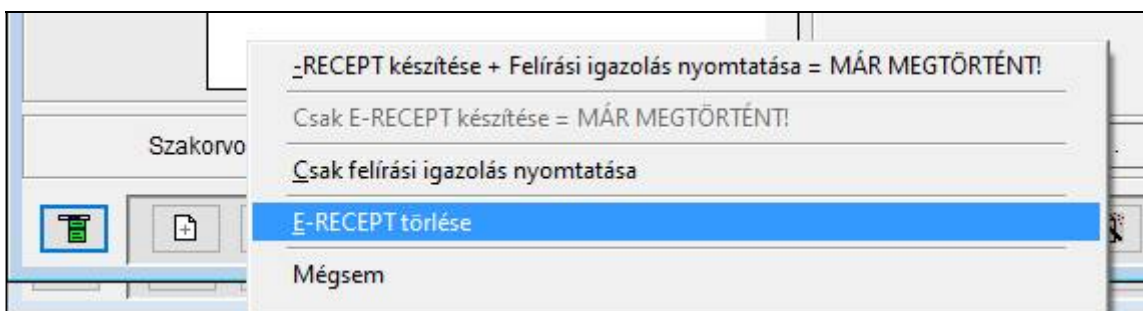 -RECEPT készítése + Felírási igazolás nyomtatása = MÁR MEGTÖRTÉNT!
Csak E-RECEPT készítése = MÁR MEGTÖRTÉNT!
Szakorvo
Csak felírási igazolás nyomtatása
E-RECEPT törlése
Mégsem